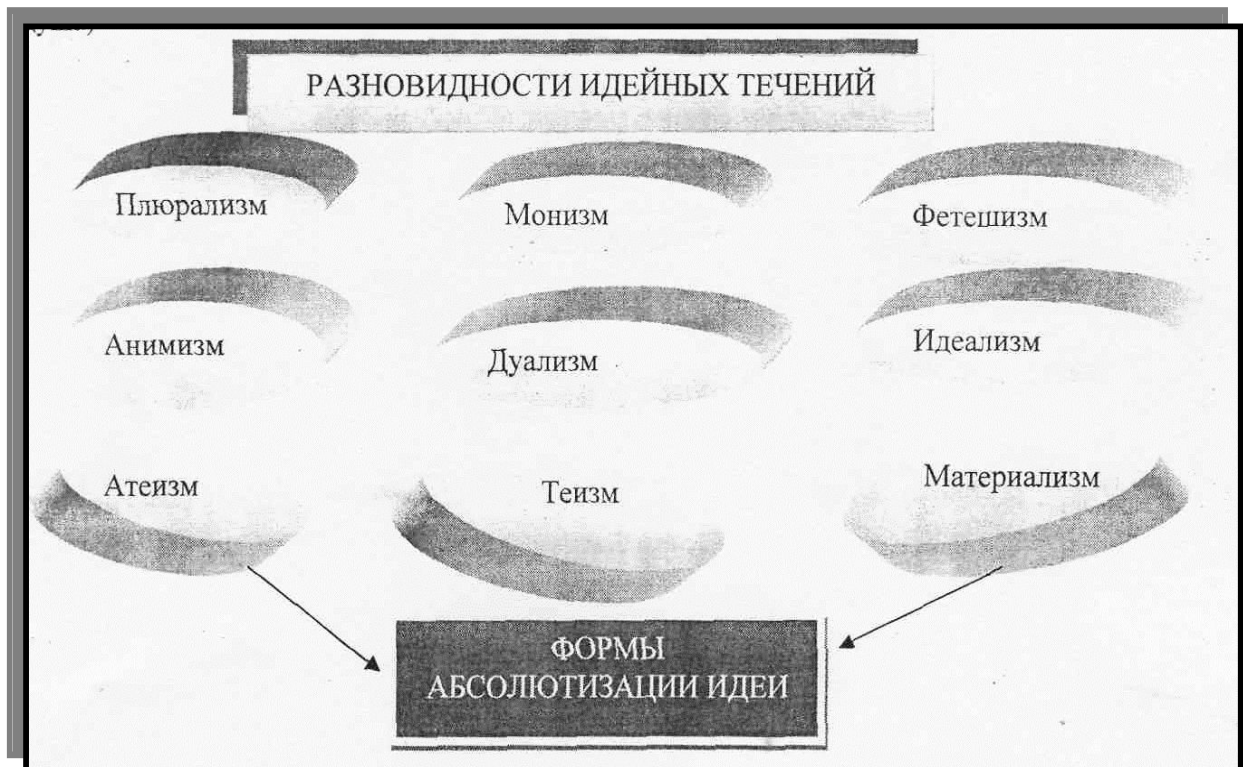 РАЗНОВИДНОСТИ ИДЕЙНЫХ ТЕЧЕНИЙ
Плюрализм
Монизм
Фетешизм
Анимизм
Дуализм
Идеализм
Атеизм
Теизм
Материализм
ФОРМЫ
АБСОЛЮТИЗАЦИИ ИДЕИ